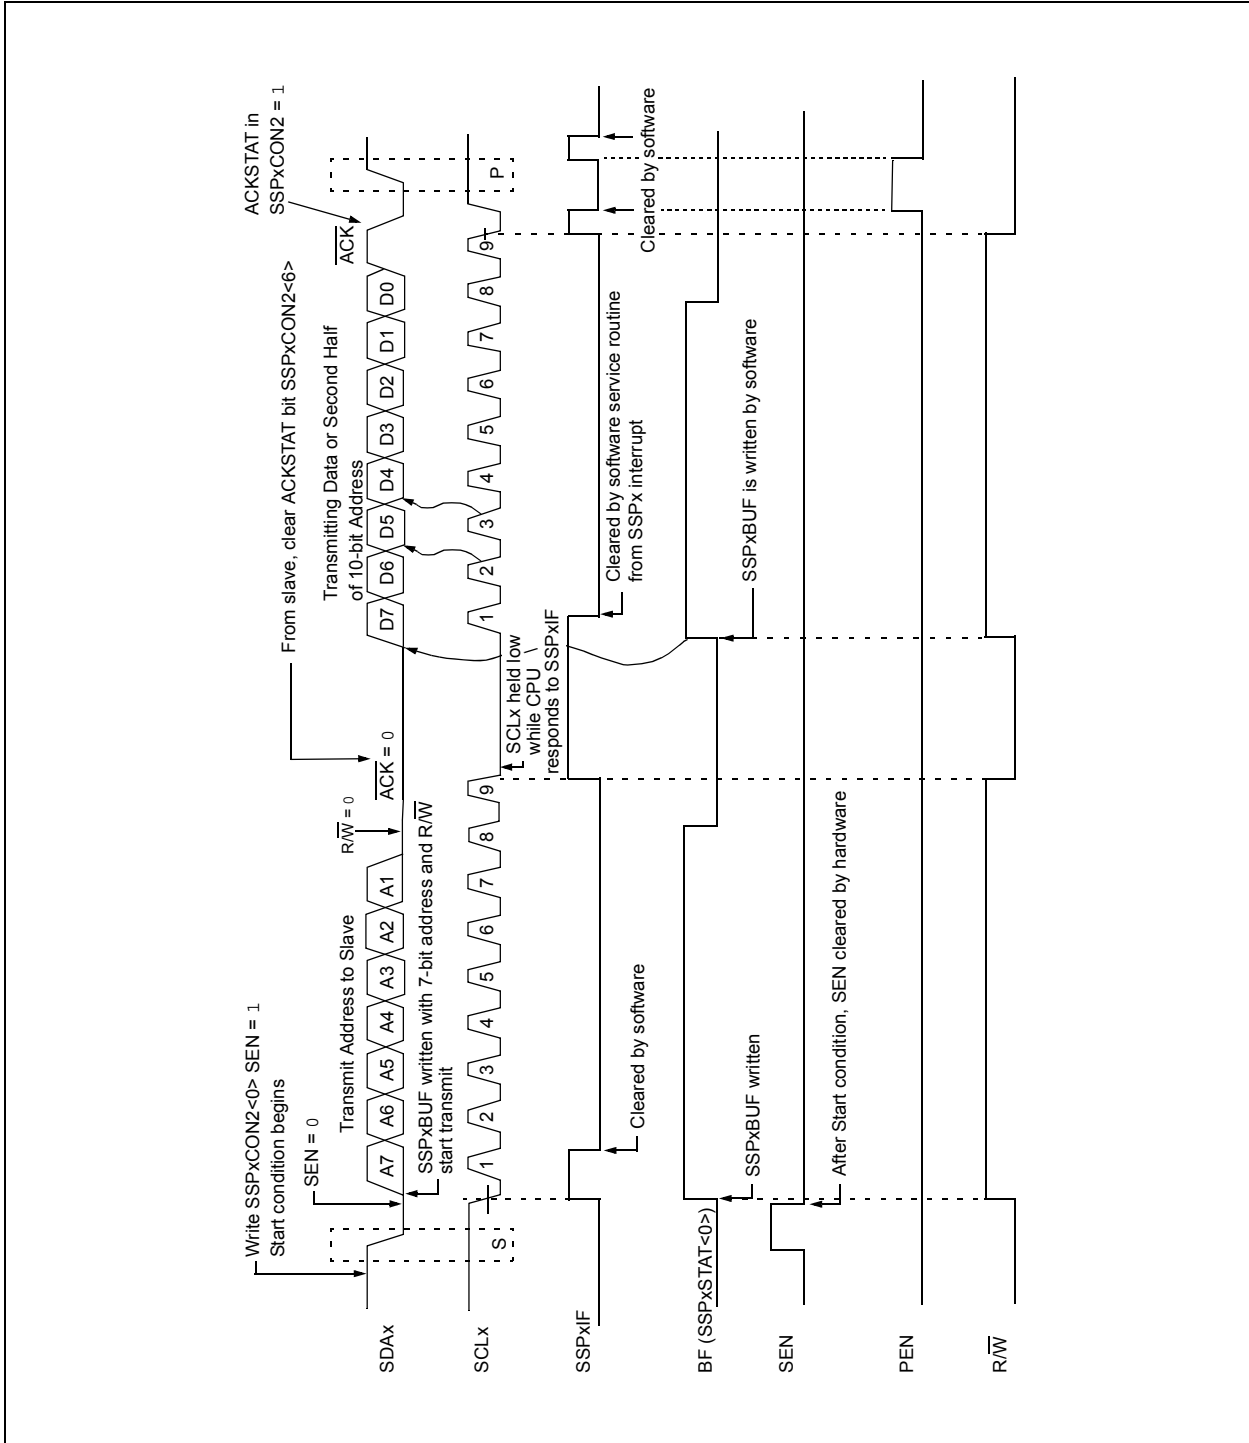 Write SSPxCON2<0> SEN = 1
Start condition begins
SEN = 0
Transmit Address to Slave
R/W = 0
From slave, clear ACKSTAT bit SSPxCON2<6>
ACK = 0
Transmitting Data or Second Half
of 10-bit Address
ACKSTAT in
SSPxCON2 = 1
ACK
SDAx
A7 A6 A5 A4 A3 A2 A1
D7 D6 D5 D4 D3 D2 D1 D0
SSPxBUF written with 7-bit address and R/W
start transmit
SCLx
S
1 2 3 4 5 6 7 8 9
1 2 3 4 5 6 7 8 9
P
SCLx held low
while CPU
responds to SSPxIF
SSPxIF
Cleared by software
Cleared by software service routine
from SSPx interrupt
Cleared by software
BF (SSPxSTAT<0>)
SSPxBUF written
SSPxBUF is written by software
SEN
After Start condition, SEN cleared by hardware
PEN
R/W